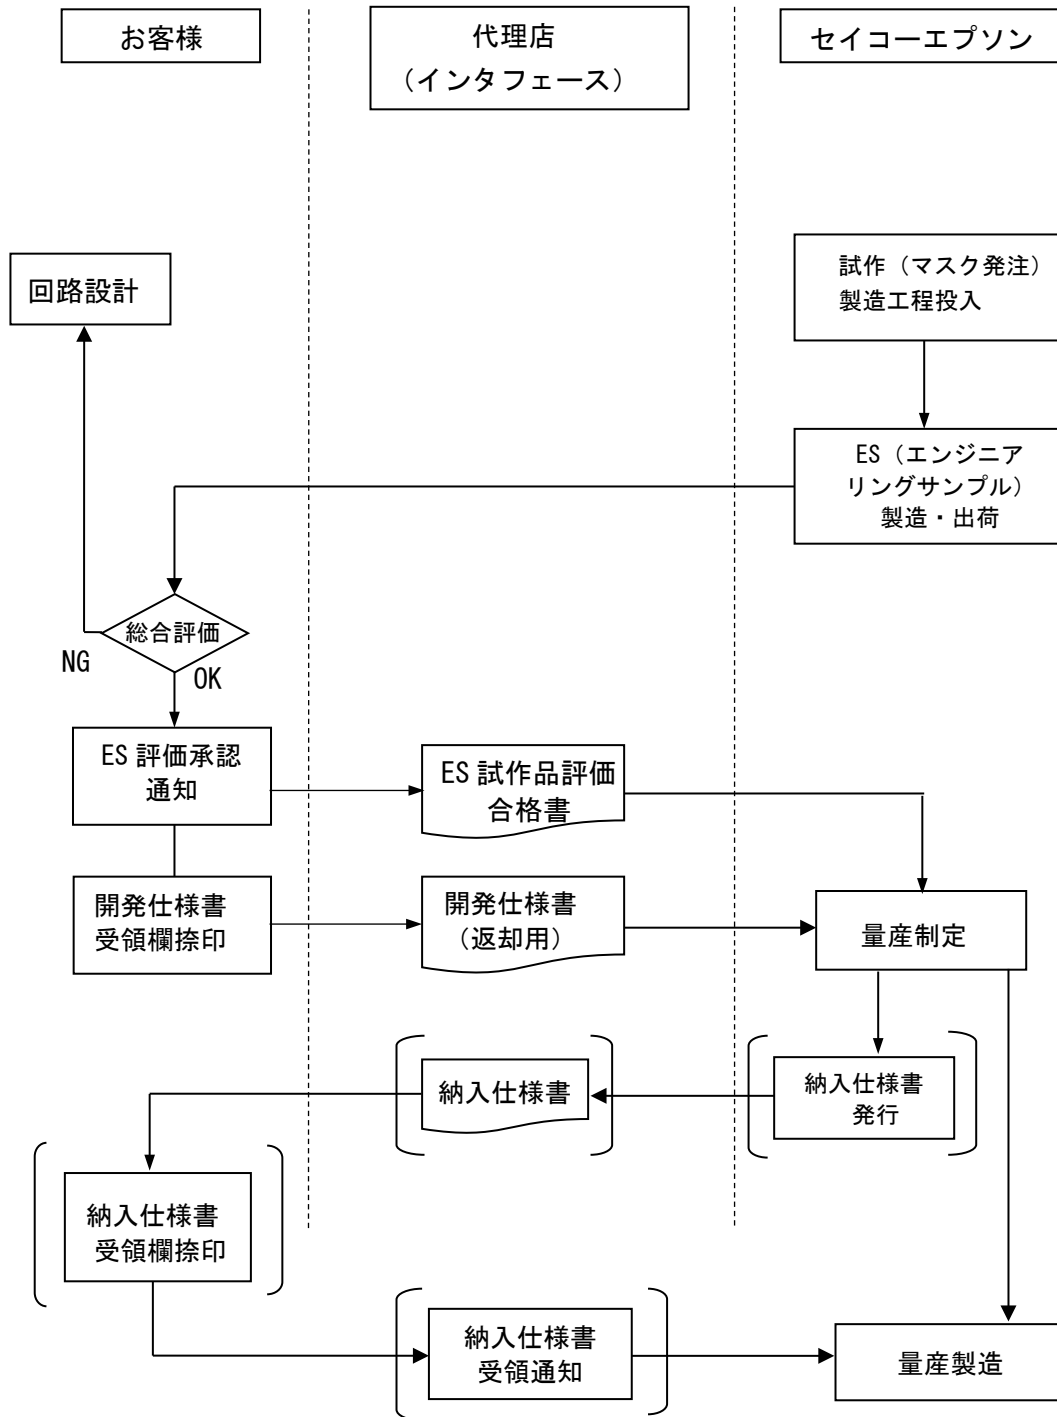 お客様
代理店
（インタフェース）
セイコーエプソン
試作（マスク発注）
製造工程投入
回路設計
ES（エンジニア
リングサンプル）
製造・出荷
総合評価
NG
OK
ES 評価承認
通知
ES 試作品評価
合格書
開発仕様書
受領欄捺印
開発仕様書
（返却用）
量産制定
納入仕様書
納入仕様書
発行
納入仕様書
受領欄捺印
納入仕様書
受領通知
量産製造